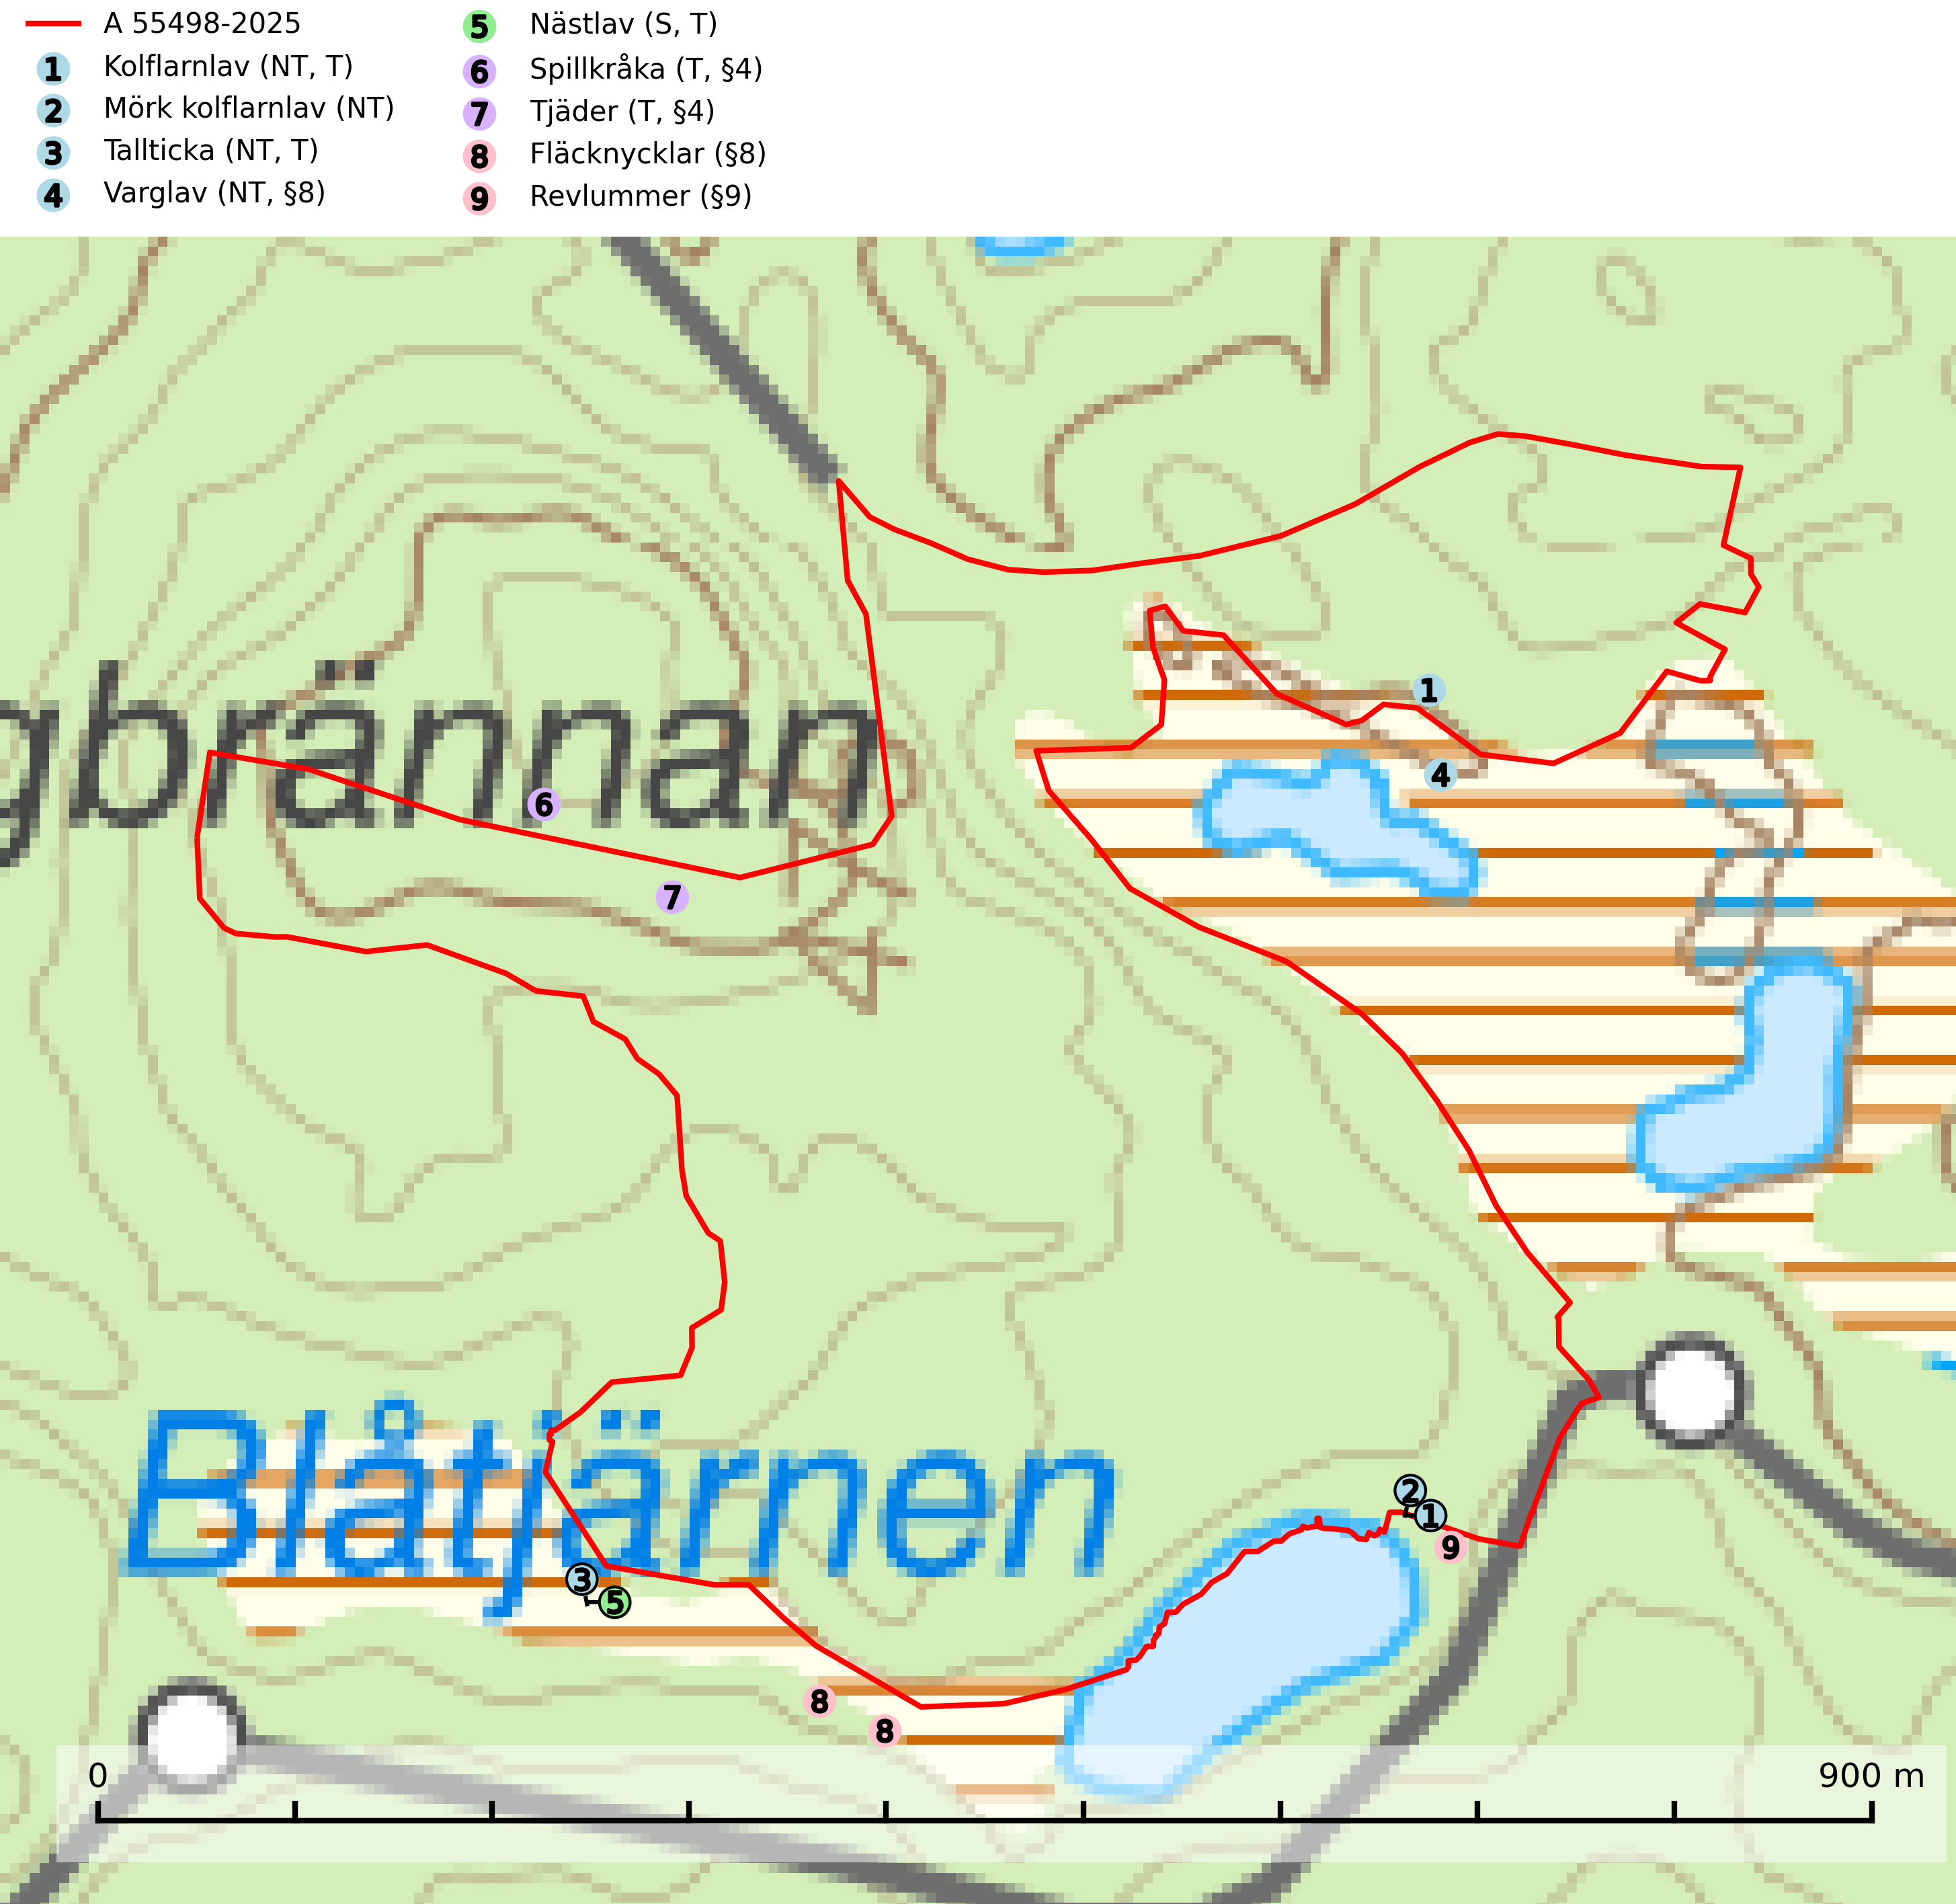 A 55498-2025
1 Kolflarnlav (NT, T)
2 Mörk kolflarnlav (NT)
3 Tallticka (NT, T)
4 Varglav (NT, §8)
5 Nästlav (S, T)
6 Spillkråka (T, §4)
7 Tjäder (T, §4)
8 Fläcknycklar (§8)
9 Revlummer (§9)
1
4
gbrännan
6
7
Blåtjärnen
2
1
9
3
5
8
8
0
900 m